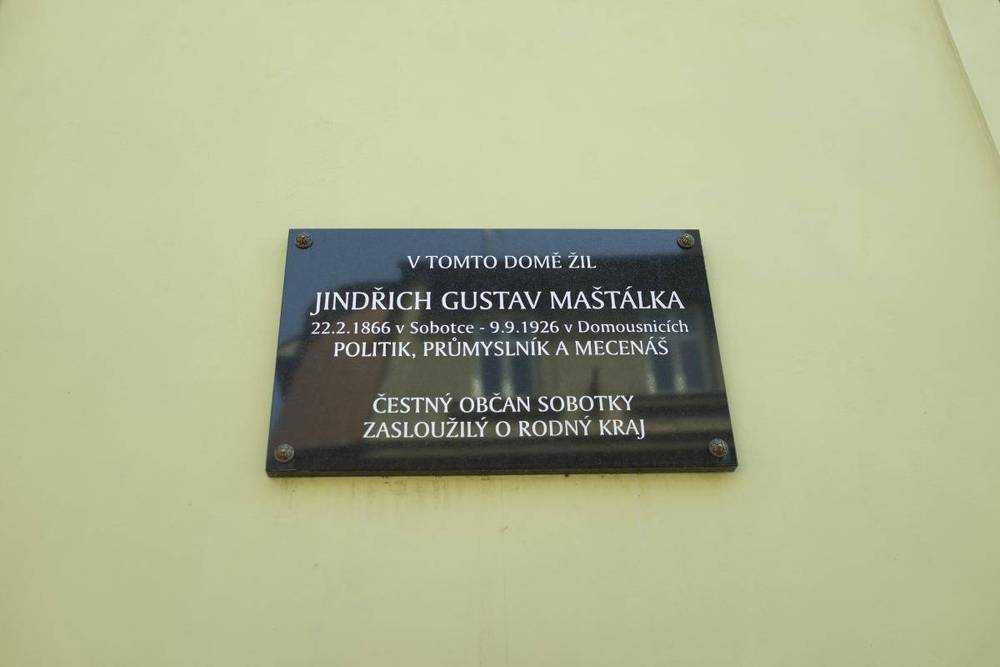 V TOMTO DOMĚ ŽIL
JINDŘICH GUSTAV MAŠTÁLKA
22.2.1866 v Sobotce - 9.9.1926 v Domousnicích
POLITIK, PRŮMYSLNÍK A MECENÁŠ
ČESTNÝ OBČAN SOBOTKY
ZASLOUŽILÝ O RODNÝ KRAJ